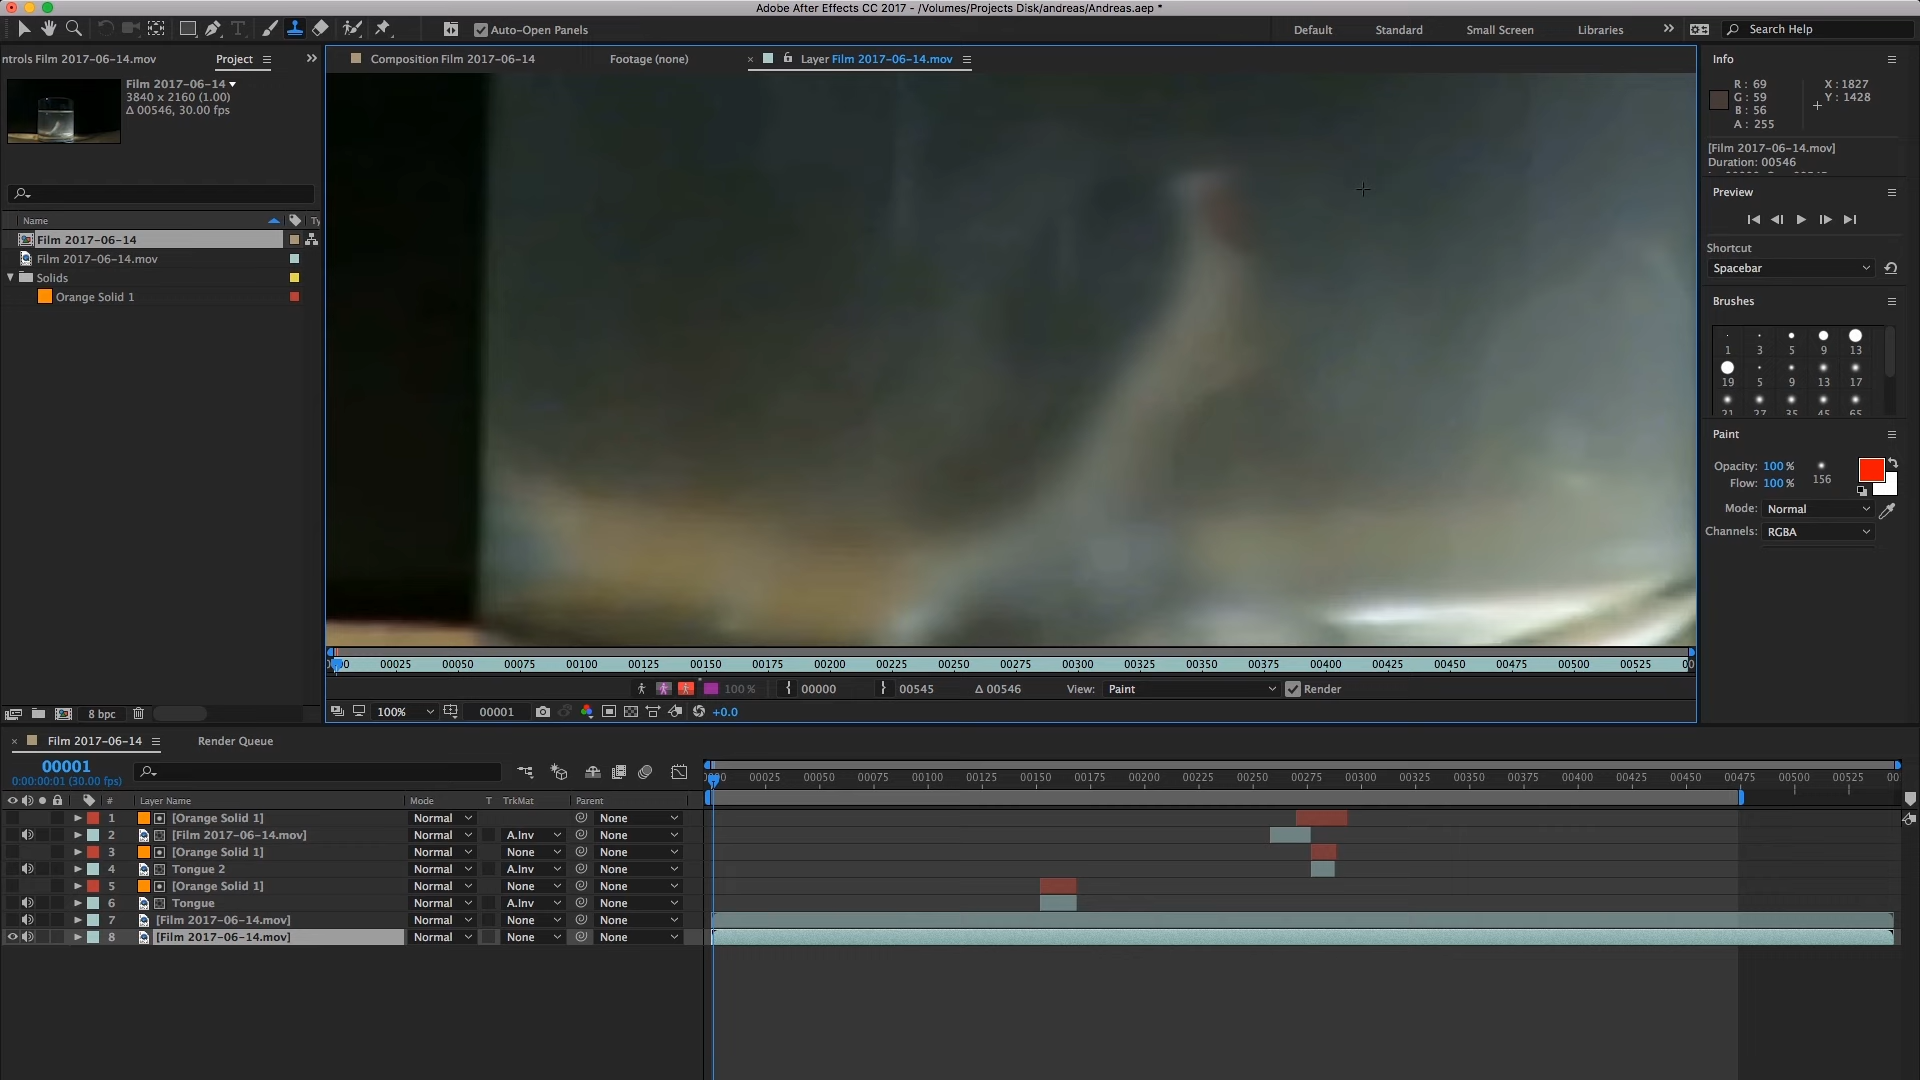 Adobe After Effects CC 2017 - /Volumes/Projects Disk/andreas/Andreas.aep *
Auto-Open Panels
Default
Standard
Small Screen
Libraries
Search Help
ntrols Film 2017-06-14.mov
Project
Composition Film 2017-06-14
Footage (none)
Layer Film 2017-06-14.mov
Info
Film 2017-06-14
3840 x 2160 (1.00)
Δ 00546, 30.00 fps
R: 69
G: 59
B: 56
A: 255
X: 1827
Y: 1428
[Film 2017-06-14.mov]
Duration: 00546
Preview
Shortcut
Spacebar
Brushes
1 3 5 9 13
19 5 9 13 17
21 27 35 45 65
Paint
Opacity: 100 %
Flow: 100 %
156
Mode: Normal
Channels: RGBA
Name
Ty
Film 2017-06-14
Film 2017-06-14.mov
Solids
Orange Solid 1
00025 00050 00075 00100 00125 00150 00175 00200 00225 00250 00275 00300 00325 00350 00375 00400 00425 00450 00475 00500 00525 00
100 %
00000
00545
Δ 00546
View: Paint
Render
8 bpc
100%
00001
+0.0
Film 2017-06-14
Render Queue
00001
0:00:00:01 (30.00 fps)
00025 00050 00075 00100 00125 00150 00175 00200 00225 00250 00275 00300 00325 00350 00375 00400 00425 00450 00475 00500 00525 00
# Layer Name Mode T TrkMat Parent
1 [Orange Solid 1] Normal None
2 [Film 2017-06-14.mov] Normal A.Inv None
3 [Orange Solid 1] Normal None None
4 Tongue 2 Normal A.Inv None
5 [Orange Solid 1] Normal None None
6 Tongue Normal A.Inv None
7 [Film 2017-06-14.mov] Normal None None
8 [Film 2017-06-14.mov] Normal None None